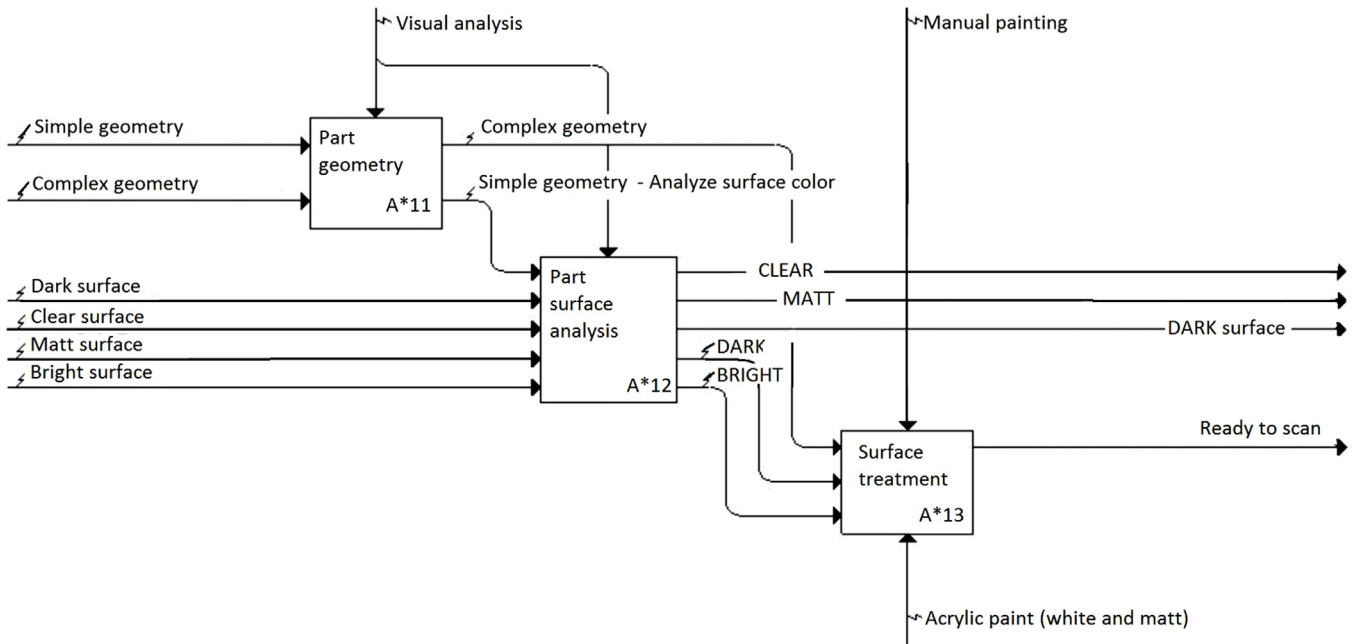 Visual analysis
Manual painting
Simple geometry
Part
geometry
A*11
Complex geometry
Complex geometry
Simple geometry - Analyze surface color
Dark surface
Clear surface
Matt surface
Bright surface
Part
surface
analysis
A*12
CLEAR
MATT
DARK surface
DARK
BRIGHT
Surface
treatment
A*13
Ready to scan
Acrylic paint (white and matt)